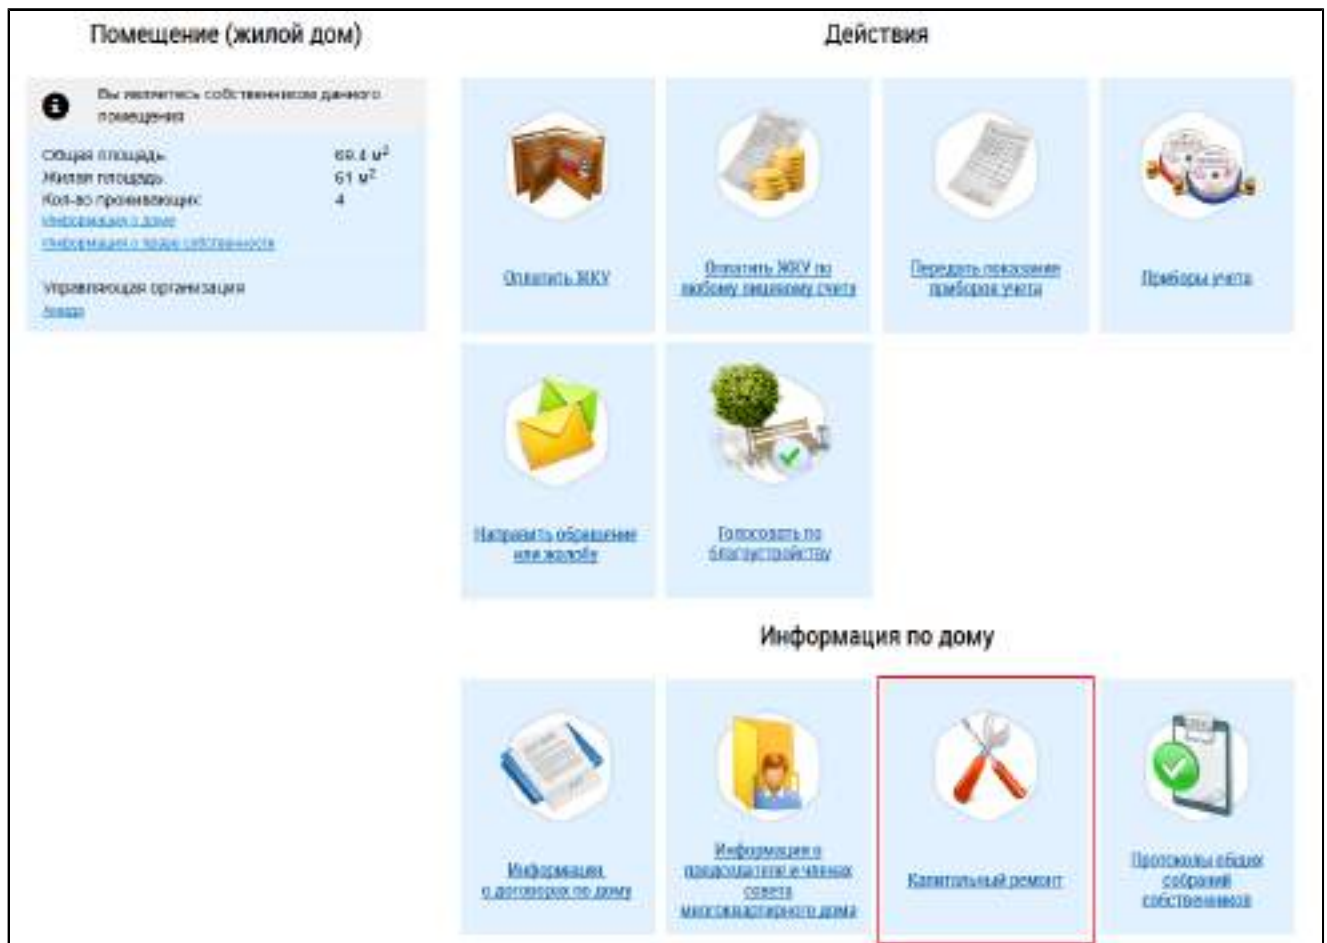 Помещение (жилой дом)
Вы являетесь собственником данного
помещения
Общая площадь: 69.4 м²
Жилая площадь: 61 м²
Кол-во проживающих: 4
Информация о доме
Информация о праве собственности
Управляющая организация
Действия
Оплатить ЖКУ
Оплатить ЖКУ по
любому лицевому счету
Передать показания
приборов учета
Приборы учета
Направить обращение
или жалобу
Голосовать по
благоустройству
Информация по дому
Информация
о договорах по дому
Информация о
председателе и членах
совета
многоквартирного дома
Капитальный ремонт
Протоколы общих
собраний
собственников